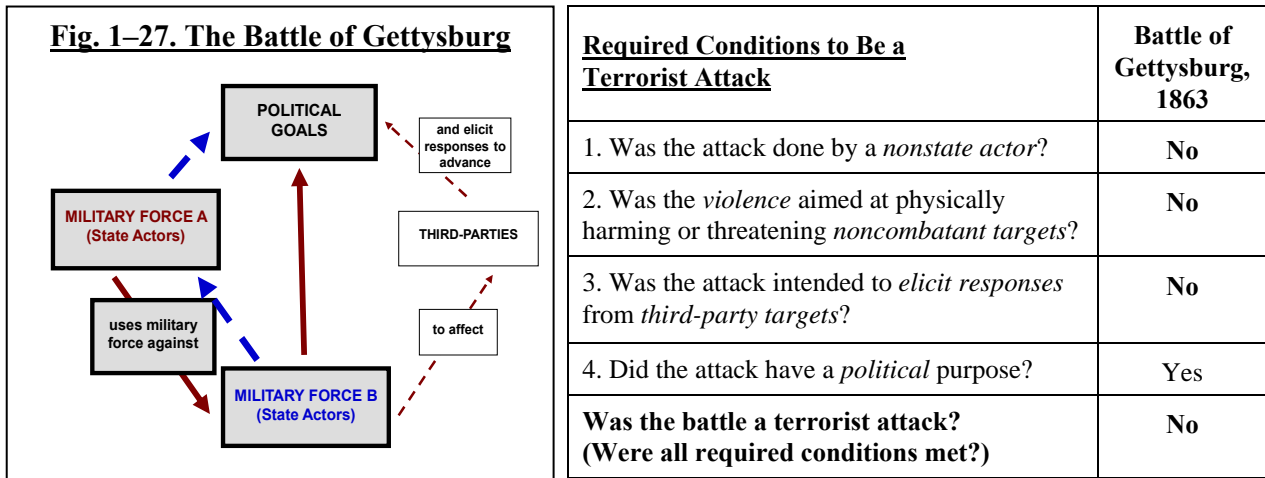 Fig. 1–27. The Battle of Gettysburg
POLITICAL
GOALS
and elicit
responses to
advance
MILITARY FORCE A
(State Actors)
THIRD-PARTIES
uses military
force against
to affect
MILITARY FORCE B
(State Actors)
Required Conditions to Be a
Terrorist Attack
Battle of
Gettysburg,
1863
1. Was the attack done by a nonstate actor?
No
2. Was the violence aimed at physically
harming or threatening noncombatant targets?
No
3. Was the attack intended to elicit responses
from third-party targets?
No
4. Did the attack have a political purpose?
Yes
Was the battle a terrorist attack?
(Were all required conditions met?)
No